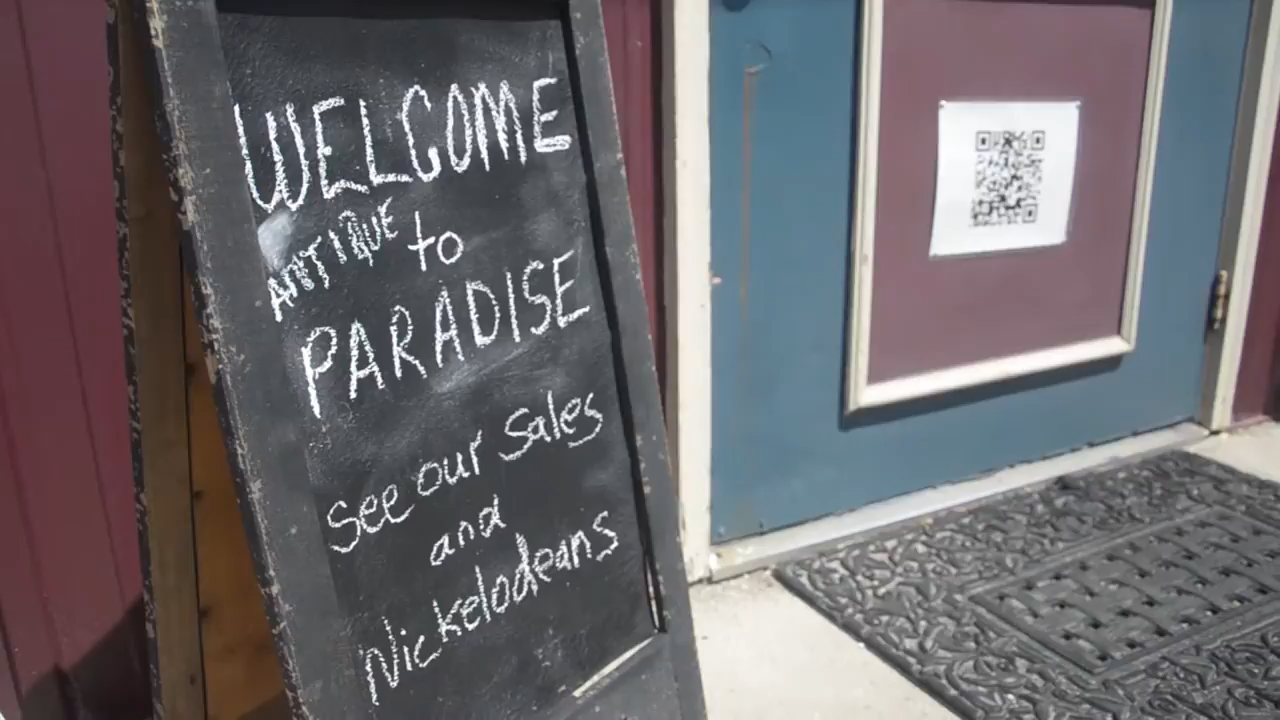 WELCOME
ANTIQUE to
PARADISE
See our Sales
and
Nickelodeans